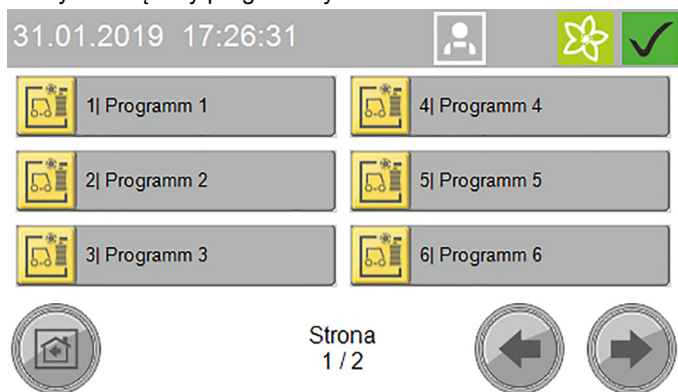 31.01.2019 17:26:31
1| Programm 1
4| Programm 4
2| Programm 2
5| Programm 5
3| Programm 3
6| Programm 6
Strona
1 / 2